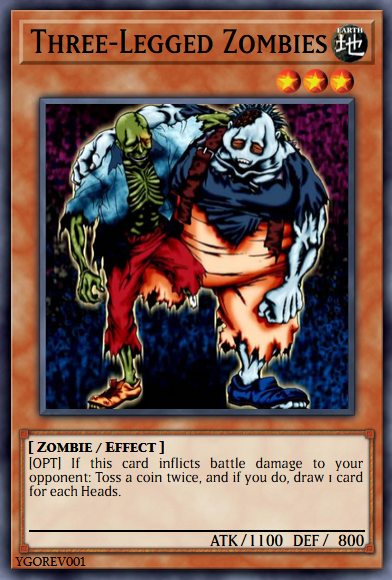 Three-Legged Zombies
EARTH
地
[ Zombie / Effect ]
[OPT] If this card inflicts battle damage to your
opponent: Toss a coin twice, and if you do, draw 1 card
for each Heads.
ATK / 1100 DEF / 800
YGOREV001